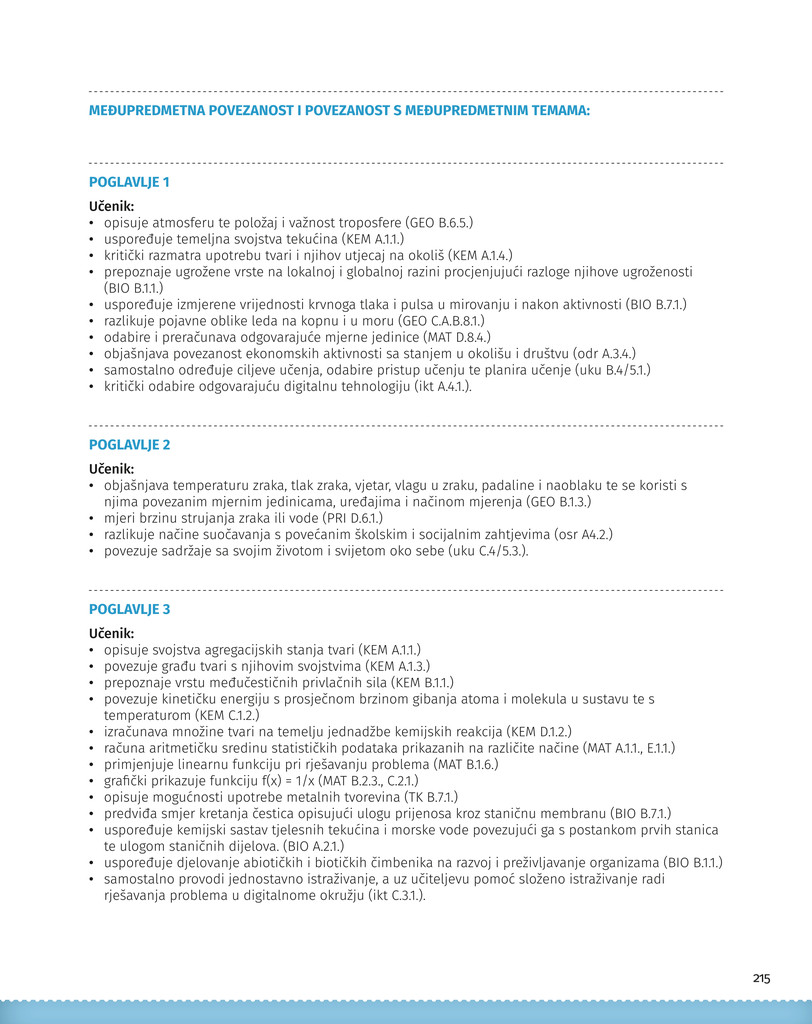 MEĐUPREDMETNA POVEZANOST I POVEZANOST S MEĐUPREDMETNIM TEMAMA:
POGLAVLJE 1
Učenik:
• opisuje atmosferu te položaj i važnost troposfere (GEO B.6.5.)
• uspoređuje temeljna svojstva tekućina (KEM A.1.1.)
• kritički razmatra upotrebu tvari i njihov utjecaj na okoliš (KEM A.1.4.)
• prepoznaje ugrožene vrste na lokalnoj i globalnoj razini procjenjujući razloge njihove ugroženosti
(BIO B.1.1.)
• uspoređuje izmjerene vrijednosti krvnoga tlaka i pulsa u mirovanju i nakon aktivnosti (BIO B.7.1.)
• razlikuje pojavne oblike leda na kopnu i u moru (GEO C.A.B.8.1.)
• odabire i preračunava odgovarajuće mjerne jedinice (MAT D.8.4.)
• objašnjava povezanost ekonomskih aktivnosti sa stanjem u okolišu i društvu (odr A.3.4.)
• samostalno određuje ciljeve učenja, odabire pristup učenju te planira učenje (uku B.4/5.1.)
• kritički odabire odgovarajuću digitalnu tehnologiju (ikt A.4.1.).
POGLAVLJE 2
Učenik:
• objašnjava temperaturu zraka, tlak zraka, vjetar, vlagu u zraku, padaline i naoblaku te se koristi s
njima povezanim mjernim jedinicama, uređajima i načinom mjerenja (GEO B.1.3.)
• mjeri brzinu strujanja zraka ili vode (PRI D.6.1.)
• razlikuje načine suočavanja s povećanim školskim i socijalnim zahtjevima (osr A4.2.)
• povezuje sadržaje sa svojim životom i svijetom oko sebe (uku C.4/5.3.).
POGLAVLJE 3
Učenik:
• opisuje svojstva agregacijskih stanja tvari (KEM A.1.1.)
• povezuje građu tvari s njihovim svojstvima (KEM A.1.3.)
• prepoznaje vrstu međučestičnih privlačnih sila (KEM B.1.1.)
• povezuje kinetičku energiju s prosječnom brzinom gibanja atoma i molekula u sustavu te s
temperaturom (KEM C.1.2.)
• izračunava množine tvari na temelju jednadžbe kemijskih reakcija (KEM D.1.2.)
• računa aritmetičku sredinu statističkih podataka prikazanih na različite načine (MAT A.1.1., E.1.1.)
• primjenjuje linearnu funkciju pri rješavanju problema (MAT B.1.6.)
• grafički prikazuje funkciju f(x) = 1/x (MAT B.2.3., C.2.1.)
• opisuje mogućnosti upotrebe metalnih tvorevina (TK B.7.1.)
• predviđa smjer kretanja čestica opisujući ulogu prijenosa kroz staničnu membranu (BIO B.7.1.)
• uspoređuje kemijski sastav tjelesnih tekućina i morske vode povezujući ga s postankom prvih stanica
te ulogom staničnih dijelova. (BIO A.2.1.)
• uspoređuje djelovanje abiotičkih i biotičkih čimbenika na razvoj i preživljavanje organizama (BIO B.1.1.)
• samostalno provodi jednostavno istraživanje, a uz učiteljevu pomoć složeno istraživanje radi
rješavanja problema u digitalnome okružju (ikt C.3.1.).
215